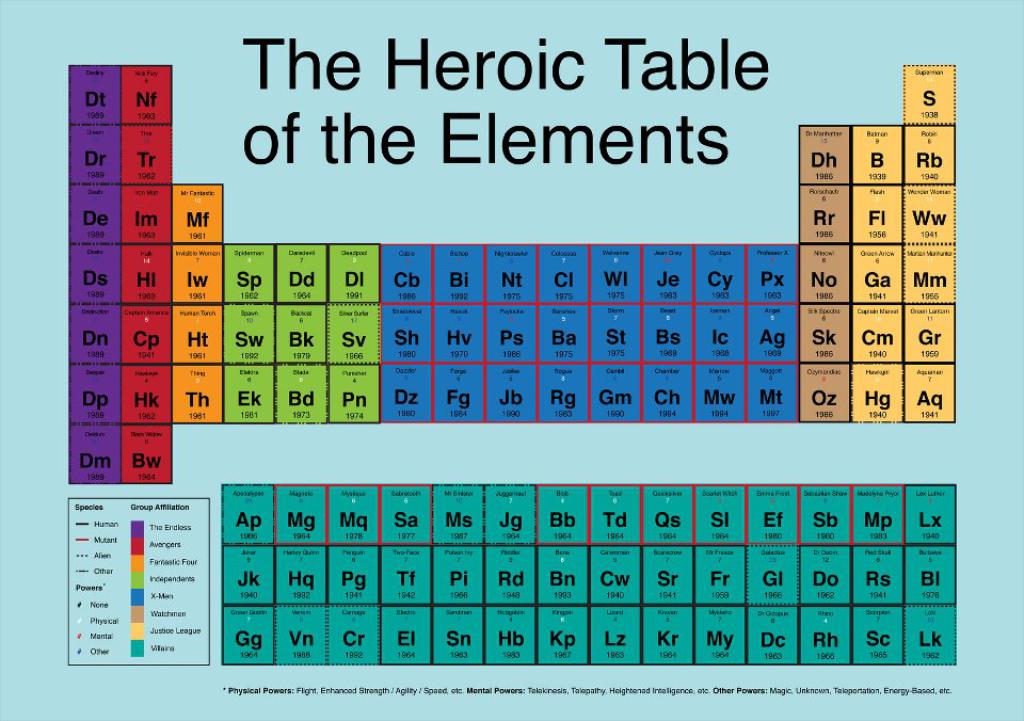 The Heroic Table
of the Elements
Destiny Nick Fury Superman
Dt Nf S
1989 1963 1938
Dream Thor Dr Manhattan Batman Robin
Dr Tr Dh B Rb
1989 1962 1986 1939 1940
Death Iron Man Mr Fantastic Rorschach Flash Wonder Woman
De Im Mf Rr Fl Ww
1989 1963 1961 1986 1956 1941
Hulk Invisible Woman Spiderman Daredevil Deadpool Cable Bishop Nightcrawler Colossus Wolverine Jean Grey Cyclops Professor X Niteowl Green Arrow Martian Manhunter
Ds Hl Iw Sp Dd Dl Cb Bi Nt Cl Wl Je Cy Px No Ga Mm
1989 1963 1961 1962 1964 1991 1986 1992 1975 1975 1975 1963 1963 1963 1986 1941 1955
Destruction Captain America Human Torch Spawn Blackcat Silver Surfer Shadowcat Havok Psylocke Banshee Storm Beast Iceman Angel Silk Spectre Captain Marvel Green Lantern
Dn Cp Ht Sw Bk Sv Sh Hv Ps Ba St Bs Ic Ag Sk Cm Gr
1989 1941 1961 1992 1979 1966 1980 1970 1986 1975 1975 1969 1968 1969 1986 1940 1959
Despair Hawkeye Thing Elektra Blade Punisher Dazzler Forge Jubilee Rogue Gambit Chamber Marrow Maggott Ozymandias Hawkgirl Aquaman
Dp Hk Th Ek Bd Pn Dz Fg Jb Rg Gm Ch Mw Mt Oz Hg Aq
1989 1962 1961 1981 1973 1974 1980 1984 1990 1983 1990 1994 1994 1997 1986 1940 1941
Delirium Black Widow
Dm Bw
1989 1964
Apocalypse Magneto Mystique Sabretooth Mr Sinister Juggernaut Blob Toad Quicksilver Scarlet Witch Emma Frost Sebastian Shaw Madelyne Pryor Lex Luthor
Ap Mg Mq Sa Ms Jg Bb Td Qs Sl Ef Sb Mp Lx
1986 1964 1978 1977 1987 1964 1964 1964 1964 1964 1980 1980 1983 1940
Joker Harley Quinn Penguin Two-Face Poison Ivy Riddler Bane Catwoman Scarecrow Mr Freeze Galactus Dr Doom Red Skull Bullseye
Jk Hq Pg Tf Pi Rd Bn Cw Sr Fr Gl Do Rs Bl
1940 1992 1941 1942 1966 1948 1993 1940 1941 1959 1966 1962 1941 1976
Green Goblin Venom Carnage Electro Sandman Hobgoblin Kingpin Lizard Kraven Mysterio Dr Octopus Rhino Scorpion Loki
Gg Vn Cr El Sn Hb Kp Lz Kr My Dc Rh Sc Lk
1964 1988 1992 1964 1963 1983 1967 1963 1964 1964 1963 1966 1965 1962
Species Group Affiliation
Human The Endless
Mutant Avengers
Alien Fantastic Four
Other Independents
Powers* X-Men
# None Watchmen
# Physical Justice League
# Mental Villains
# Other
* Physical Powers: Flight, Enhanced Strength / Agility / Speed, etc. Mental Powers: Telekinesis, Telepathy, Heightened Intelligence, etc. Other Powers: Magic, Unknown, Teleportation, Energy-Based, etc.